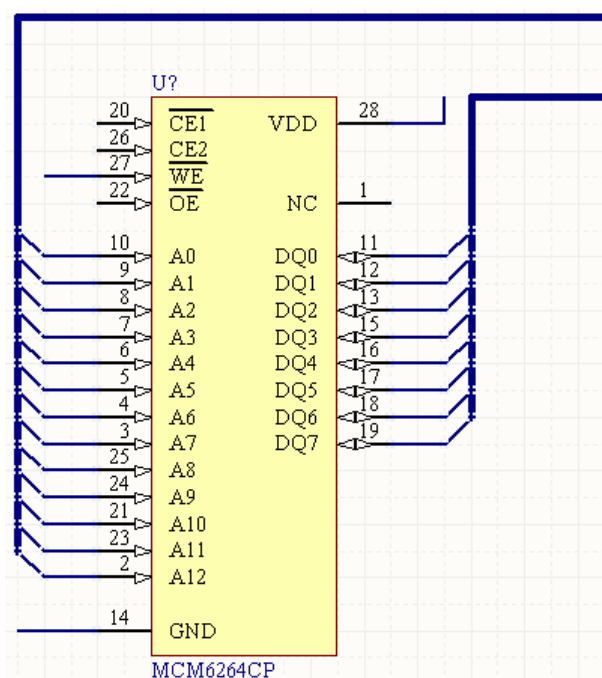 U?
20 CE1 VDD 28
26 CE2
27 WE
22 OE NC 1
10 A0 DQ0 11
9 A1 DQ1 12
8 A2 DQ2 13
7 A3 DQ3 15
6 A4 DQ4 16
5 A5 DQ5 17
4 A6 DQ6 18
3 A7 DQ7 19
25 A8
24 A9
21 A10
23 A11
2 A12
14 GND
MCM6264CP